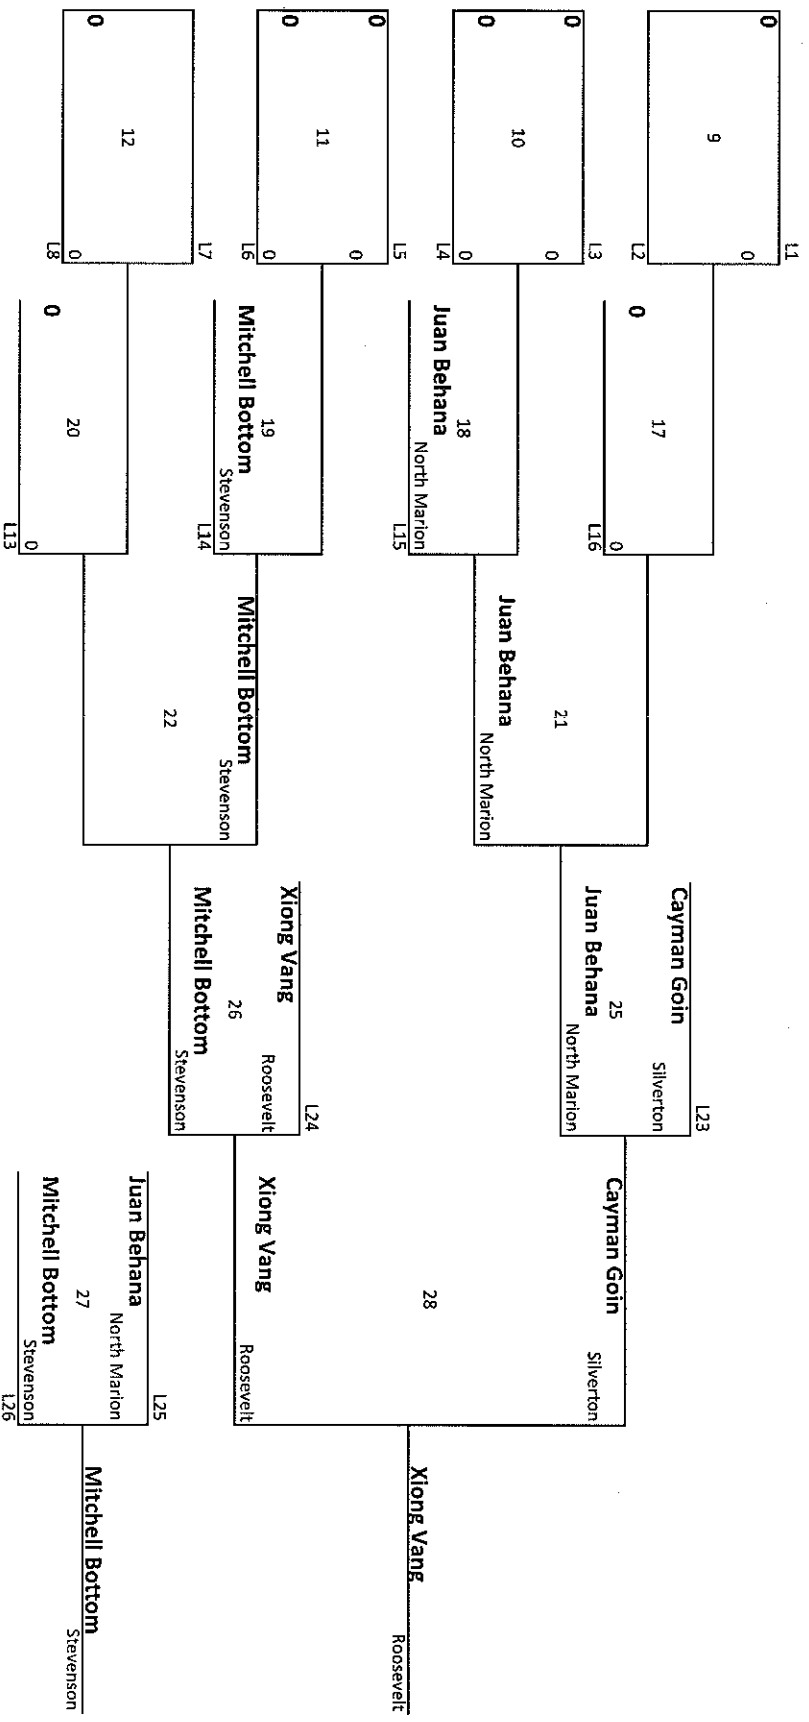 L1
0
0
9
L2
L3
0
0
10
0
0
L4
L5
0
0
11
0
0
L6
L7
12
0
0
L8
17
0
0
L16
18
Juan Behana
North Marion
L15
19
Mitchell Bottom
Stevenson
L14
20
0
0
L13
21
Juan Behana
North Marion
Mitchell Bottom
Stevenson
22
L23
Cayman Goin
Silverton
25
Juan Behana
North Marion
L24
Xiong Vang
Roosevelt
26
Mitchell Bottom
Stevenson
Cayman Goin
Silverton
28
Xiong Vang
Roosevelt
L25
Juan Behana
North Marion
27
Mitchell Bottom
Stevenson
L26
Xiong Vang
Roosevelt
Mitchell Bottom
Stevenson